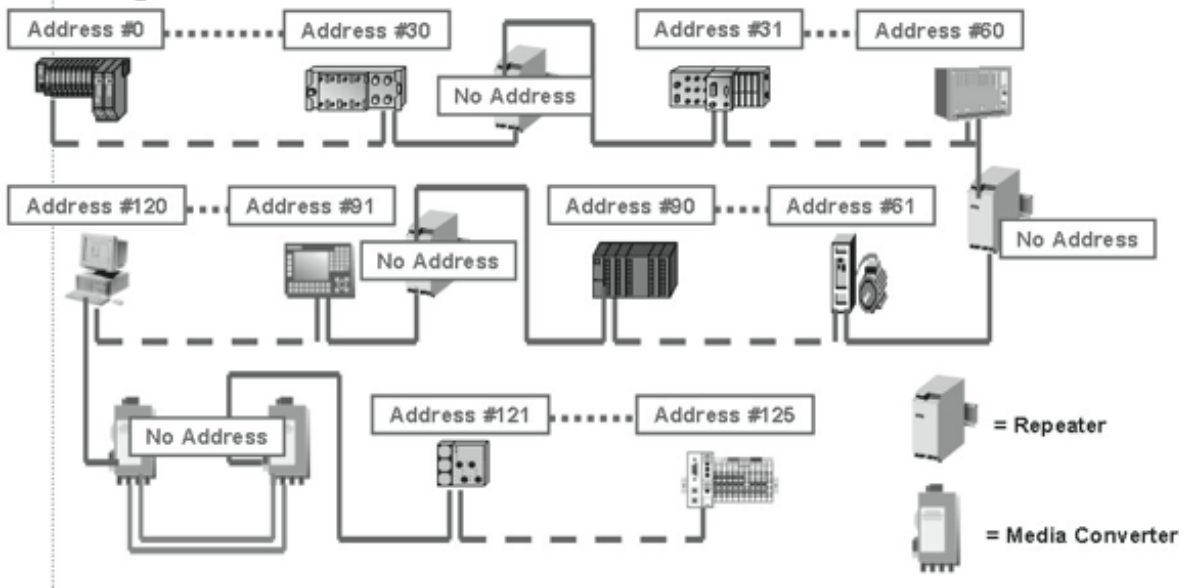 Address #0
Address #30
Address #31
Address #60
No Address
Address #120
Address #91
Address #90
Address #61
No Address
No Address
Address #121
Address #125
No Address
= Repeater
= Media Converter